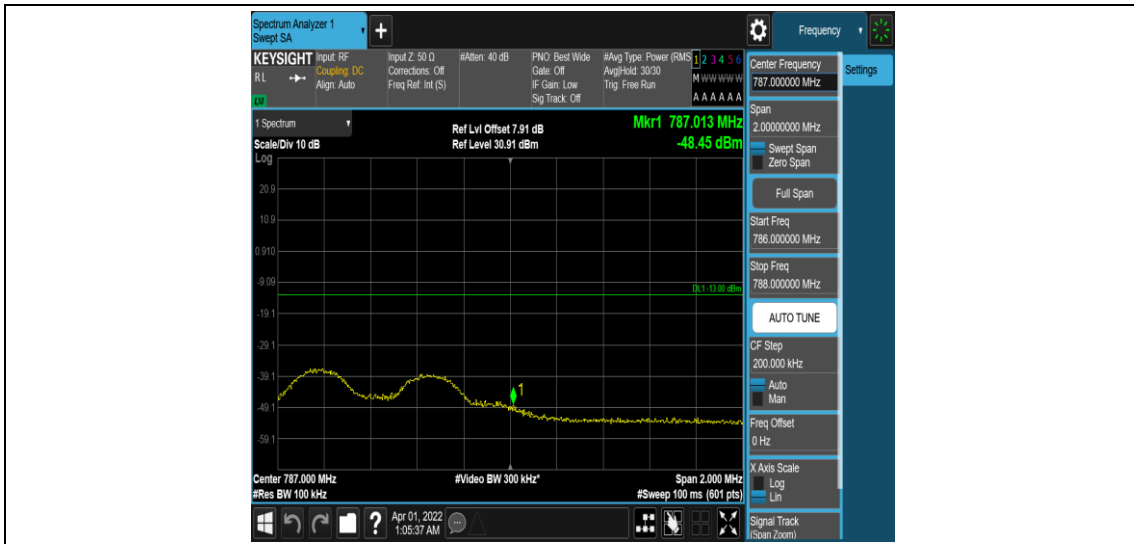 Spectrum Analyzer 1
Swept SA
Frequency
KEYSIGHT
RL
LXI
Input: RF
Coupling: DC
Align: Auto
Input Z: 50 Ω
Corrections: Off
Freq Ref: Int (S)
#Atten: 40 dB
PNO: Best Wide
Gate: Off
IF Gain: Low
Sig Track: Off
#Avg Type: Power (RMS
Avg|Hold: 30/30
Trig: Free Run
1 2 3 4 5 6
M W W W W W
A A A A A A
1 Spectrum
Scale/Div 10 dB
Ref Lvl Offset 7.91 dB
Ref Level 30.91 dBm
Mkr1 787.013 MHz
-48.45 dBm
Log
20.9
10.9
0.910
-9.09
-19.1
-29.1
-39.1
-49.1
-59.1
DL1 -13.00 dBm
1
Center 787.000 MHz
#Res BW 100 kHz
#Video BW 300 kHz*
Span 2.000 MHz
#Sweep 100 ms (601 pts)
Center Frequency
787.000000 MHz
Settings
Span
2.00000000 MHz
Swept Span
Zero Span
Full Span
Start Freq
786.000000 MHz
Stop Freq
788.000000 MHz
AUTO TUNE
CF Step
200.000 kHz
Auto
Man
Freq Offset
0 Hz
X Axis Scale
Log
Lin
Signal Track
(Span Zoom)
?
Apr 01, 2022
1:05:37 AM